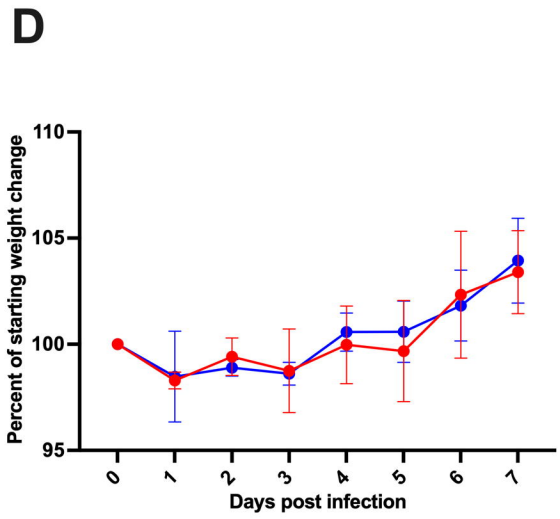 D
Percent of starting weight change
110
105
100
95
0 1 2 3 4 5 6 7
Days post infection